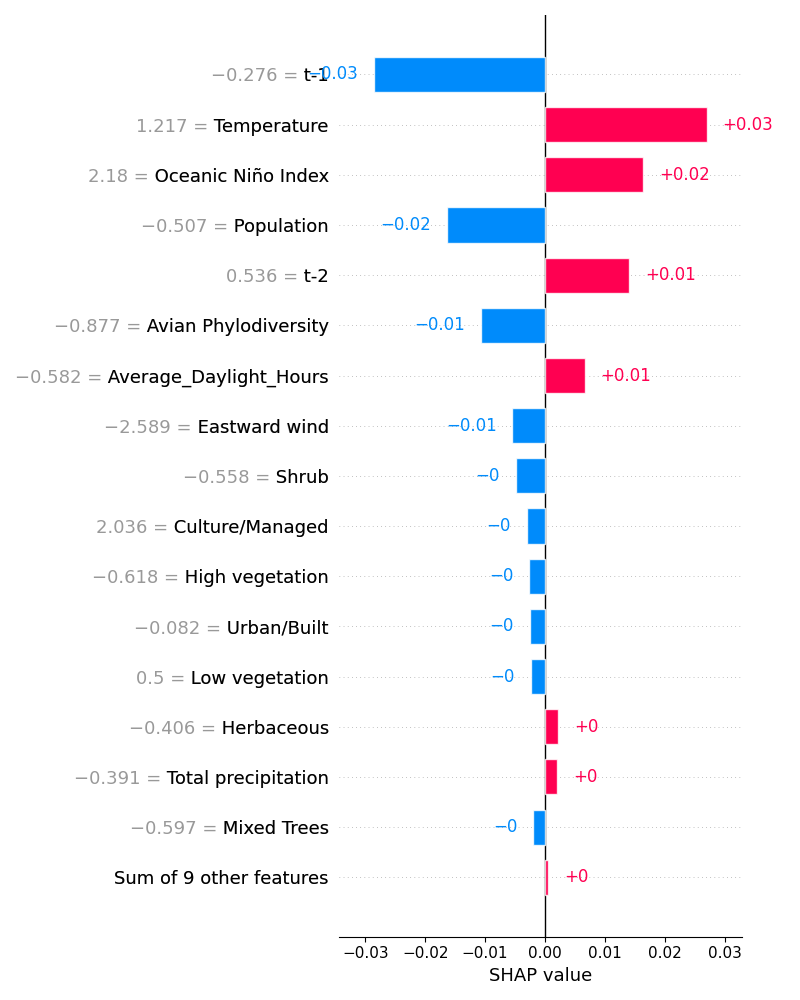 −0.276 = t-1 −0.03
1.217 = Temperature +0.03
2.18 = Oceanic Niño Index +0.02
−0.507 = Population −0.02
0.536 = t-2 +0.01
−0.877 = Avian Phylodiversity −0.01
−0.582 = Average_Daylight_Hours +0.01
−2.589 = Eastward wind −0.01
−0.558 = Shrub −0
2.036 = Culture/Managed −0
−0.618 = High vegetation −0
−0.082 = Urban/Built −0
0.5 = Low vegetation −0
−0.406 = Herbaceous +0
−0.391 = Total precipitation +0
−0.597 = Mixed Trees −0
Sum of 9 other features +0
−0.03 −0.02 −0.01 0.00 0.01 0.02 0.03
SHAP value